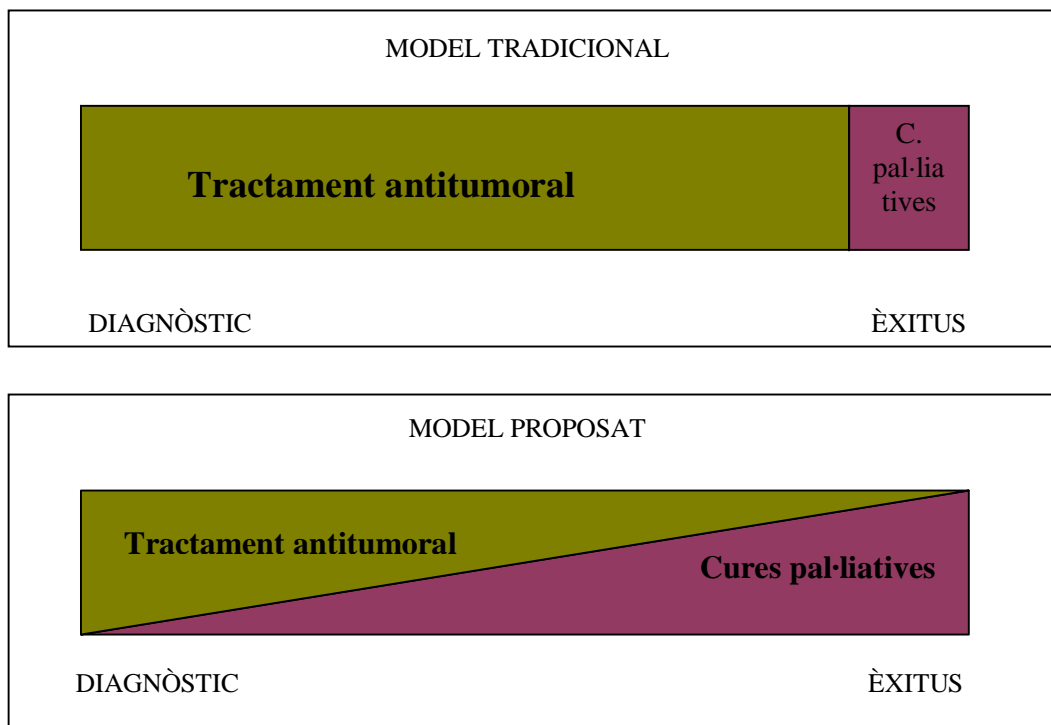 MODEL TRADICIONAL
Tractament antitumoral
C.
pal·lia
tives
DIAGNÒSTIC
ÈXITUS
MODEL PROPOSAT
Tractament antitumoral
Cures pal·liatives
DIAGNÒSTIC
ÈXITUS